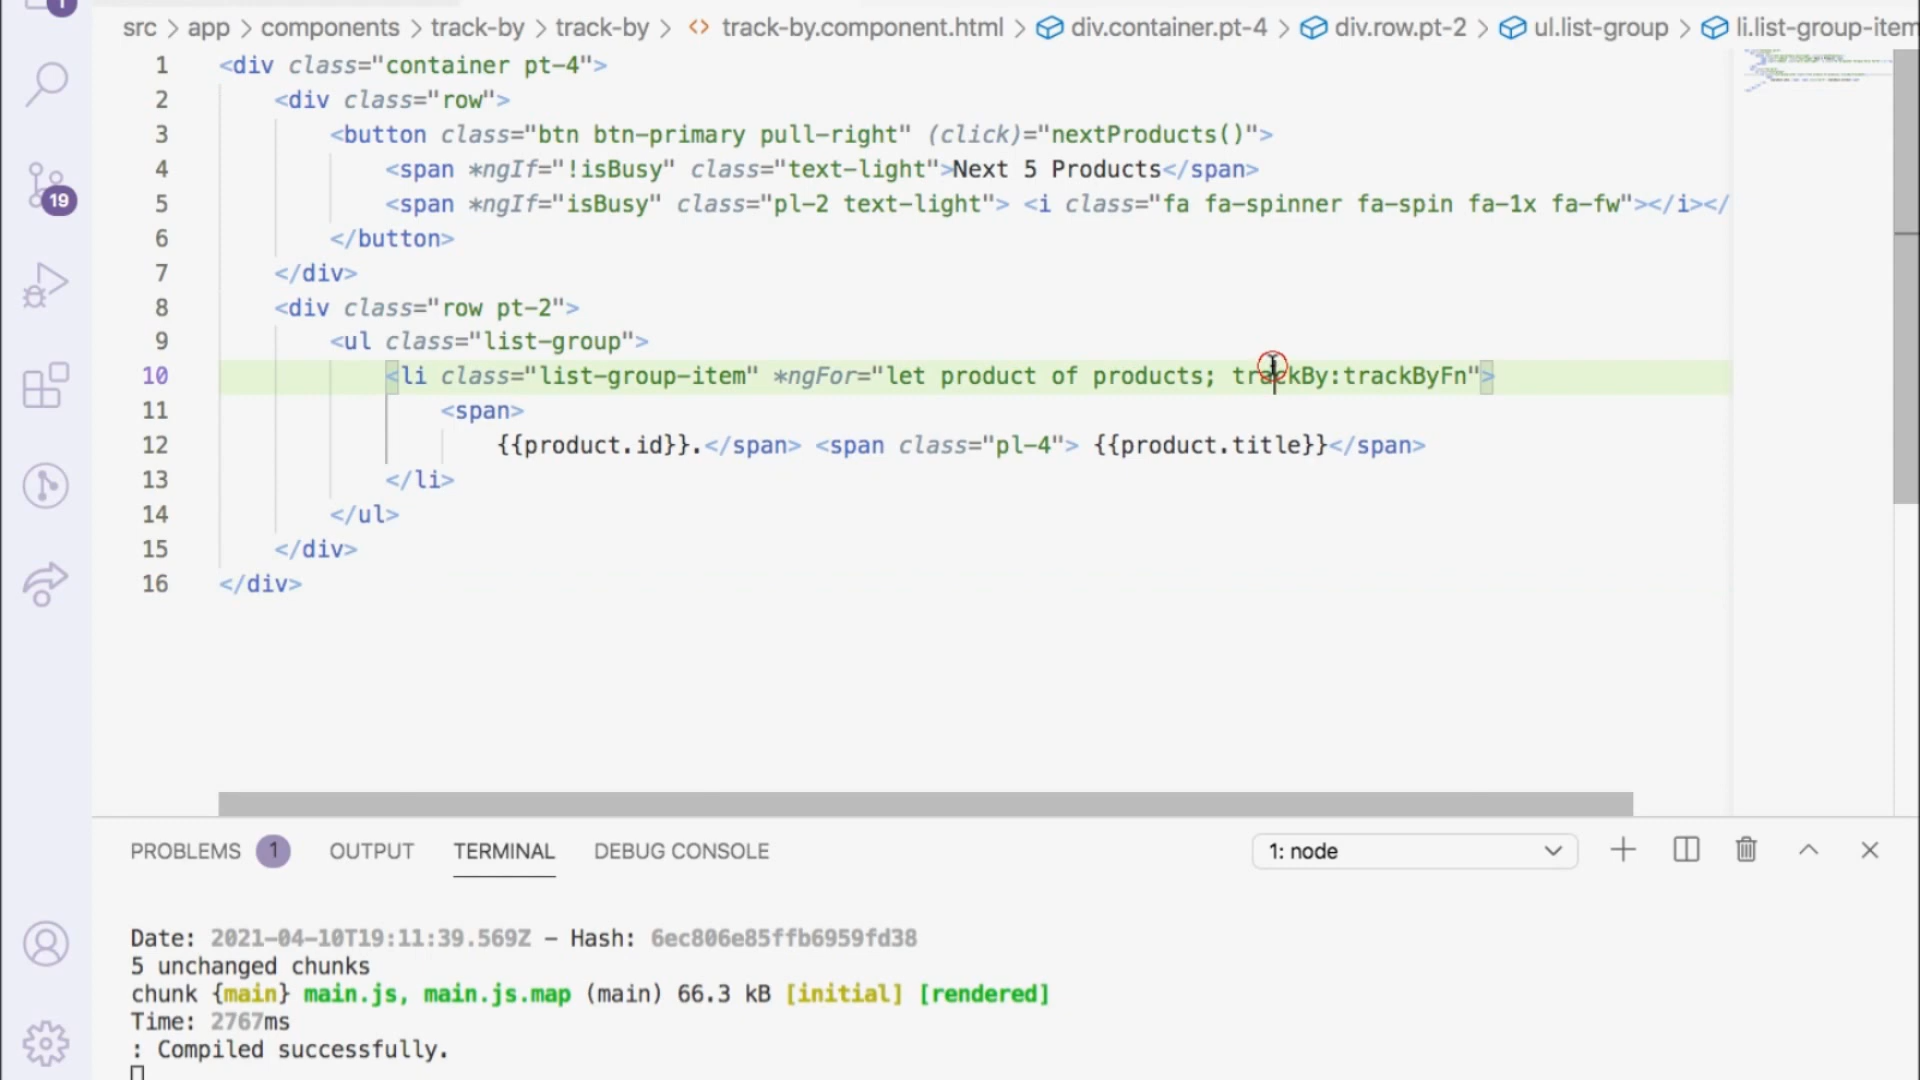 1
src > app > components > track-by > track-by > <> track-by.component.html > div.container.pt-4 > div.row.pt-2 > ul.list-group > li.list-group-item
1 <div class="container pt-4">
2 <div class="row">
3 <button class="btn btn-primary pull-right" (click)="nextProducts()">
4 <span *ngIf="!isBusy" class="text-light">Next 5 Products</span>
5 <span *ngIf="isBusy" class="pl-2 text-light"> <i class="fa fa-spinner fa-spin fa-1x fa-fw"></i></
6 </button>
7 </div>
8 <div class="row pt-2">
9 <ul class="list-group">
10 <li class="list-group-item" *ngFor="let product of products; trackBy:trackByFn">
11 <span>
12 {{product.id}}.</span> <span class="pl-4"> {{product.title}}</span>
13 </li>
14 </ul>
15 </div>
16 </div>
19
PROBLEMS 1 OUTPUT TERMINAL DEBUG CONSOLE 1: node
Date: 2021-04-10T19:11:39.569Z - Hash: 6ec806e85ffb6959fd38
5 unchanged chunks
chunk {main} main.js, main.js.map (main) 66.3 kB [initial] [rendered]
Time: 2767ms
: Compiled successfully.